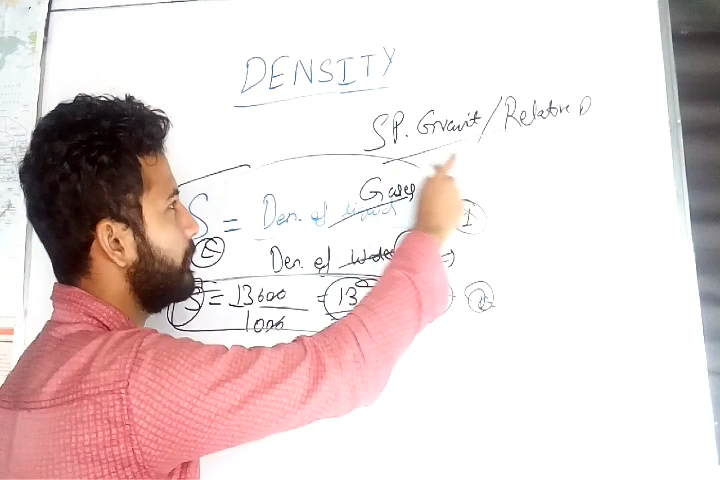 DENSITY
SP. Gravit/Relative D
Gases
S = Den. of liquid
Den. of Water
S = 13600 = 13
1000